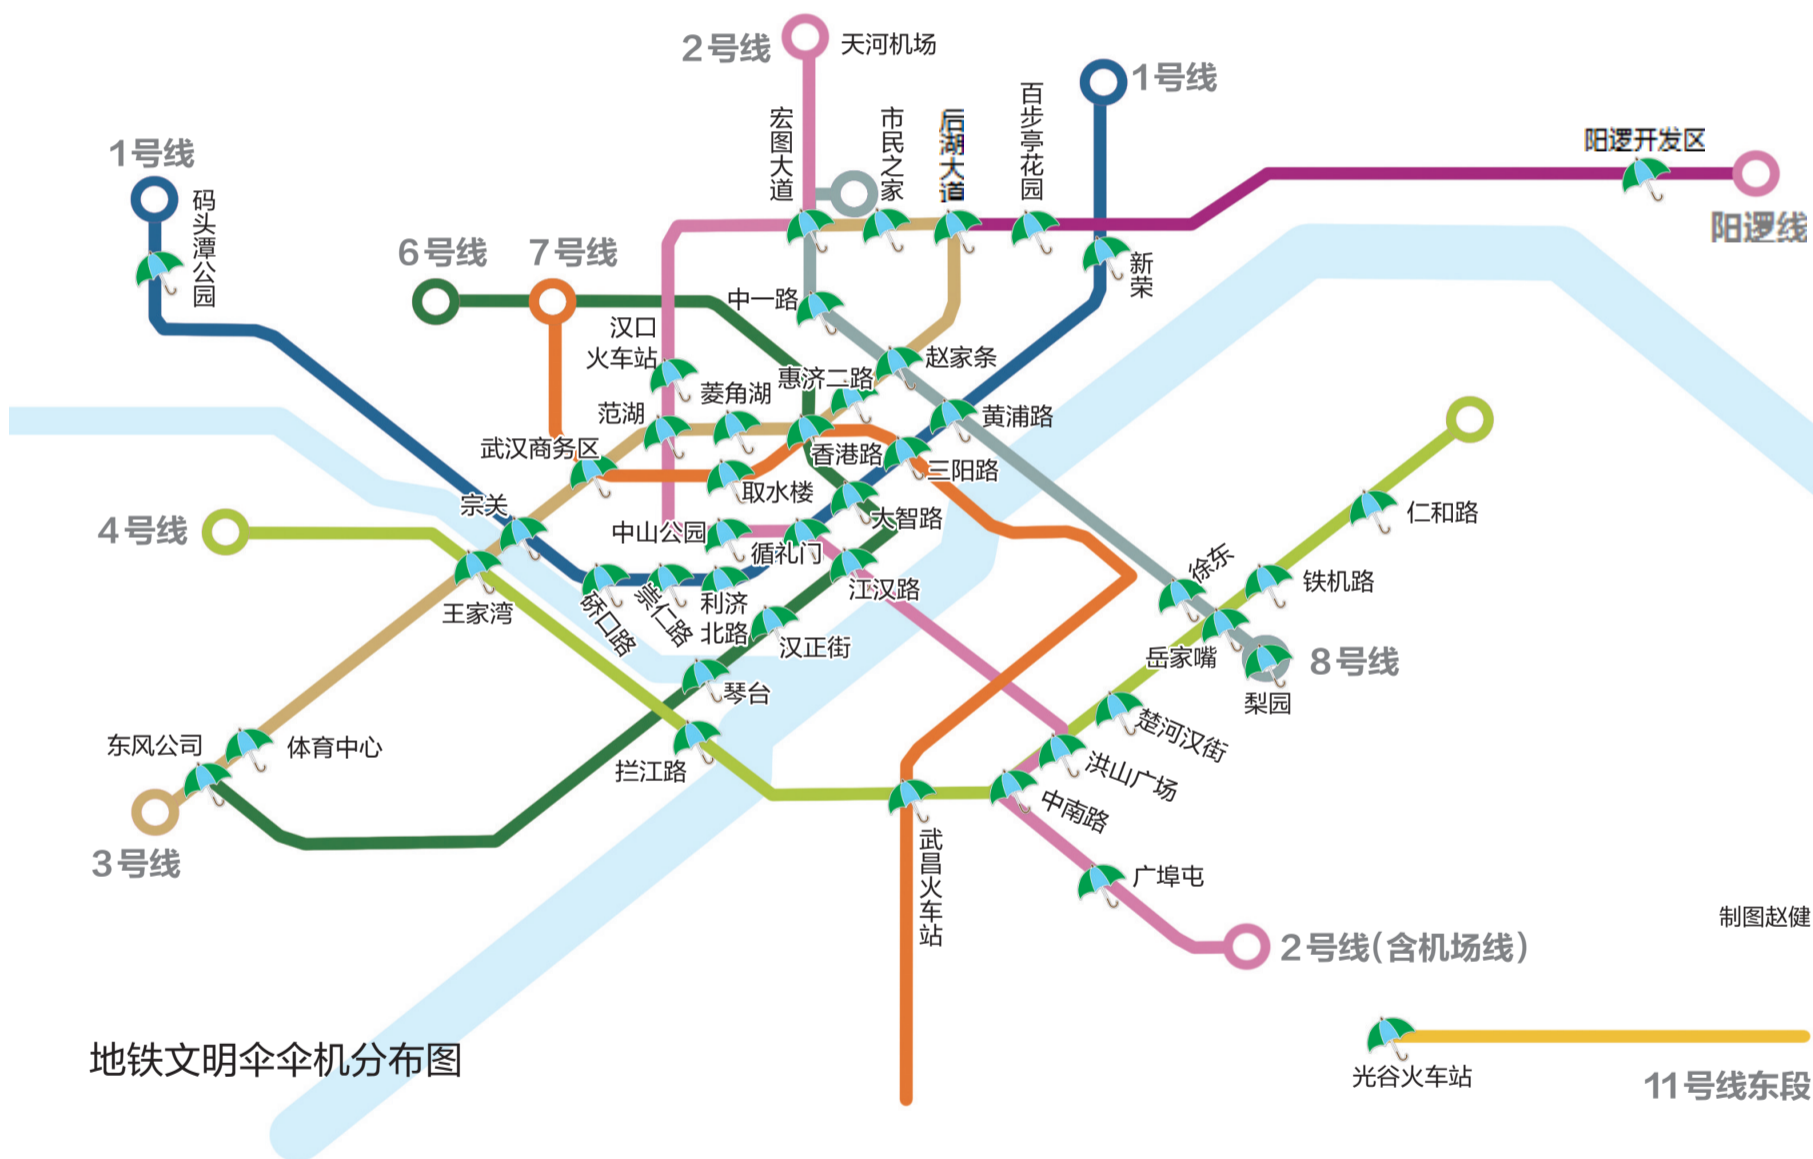 2号线
天河机场
1号线
1号线
码头潭公园
宏图大道
市民之家
后湖大道
百步亭花园
阳逻开发区
阳逻线
6号线
7号线
新荣
中一路
汉口
火车站
赵家条
惠济二路
菱角湖
范湖
黄浦路
武汉商务区
香港路
三阳路
取水楼
宗关
大智路
仁和路
4号线
中山公园
循礼门
徐东
铁机路
江汉路
王家湾
硚口路
崇仁路
利济
北路
汉正街
岳家嘴
8号线
琴台
梨园
楚河汉街
东风公司
体育中心
拦江路
洪山广场
中南路
3号线
武昌火车站
广埠屯
制图赵健
2号线(含机场线)
地铁文明伞伞机分布图
光谷火车站
11号线东段